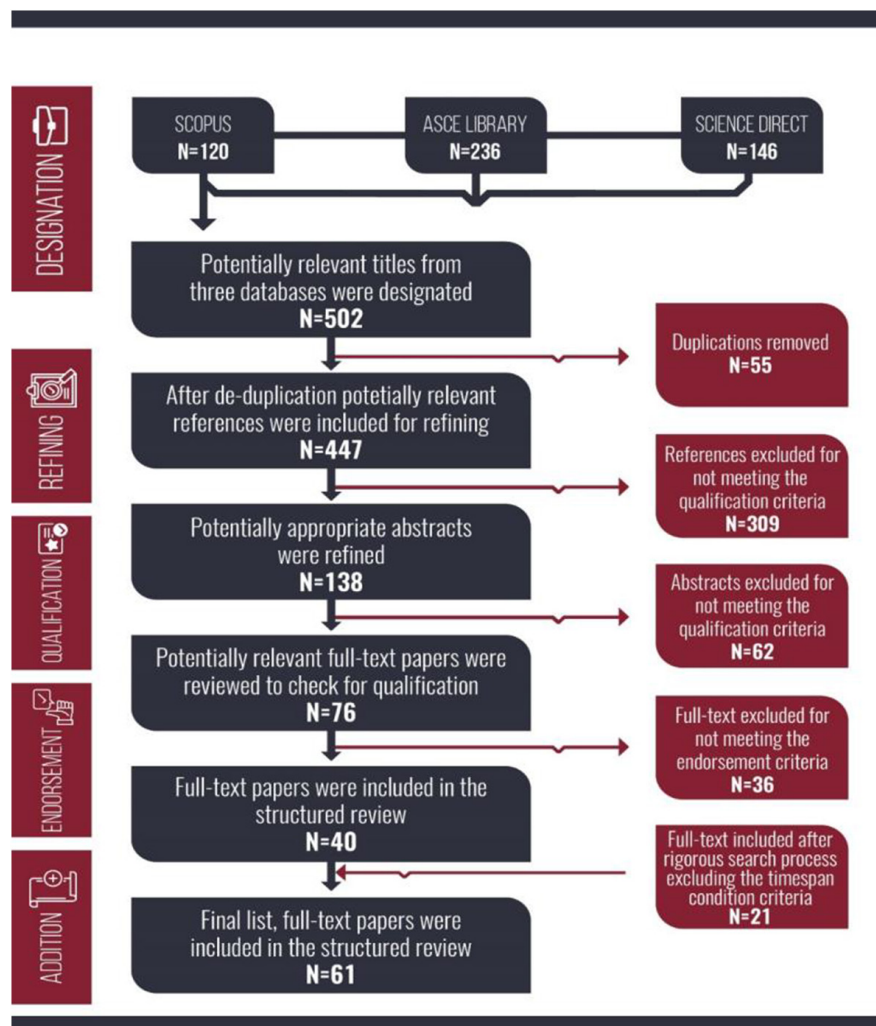 DESIGNATION
SCOPUS
N=120
ASCE LIBRARY
N=236
SCIENCE DIRECT
N=146
Potentially relevant titles from
three databases were designated
N=502
Duplications removed
N=55
REFINING
After de-duplication potetially relevant
references were included for refining
N=447
References excluded for
not meeting the
qualification criteria
N=309
QUALIFICATION
Potentially appropriate abstracts
were refined
N=138
Abstracts excluded for
not meeting the
qualification criteria
N=62
Potentially relevant full-text papers were
reviewed to check for qualification
N=76
ENDORSEMENT
Full-text excluded for
not meeting the
endorsement criteria
N=36
Full-text papers were included in the
structured review
N=40
ADDITION
Full-text included after
rigorous search process
excluding the timespan
condition criteria
N=21
Final list, full-text papers were
included in the structured review
N=61